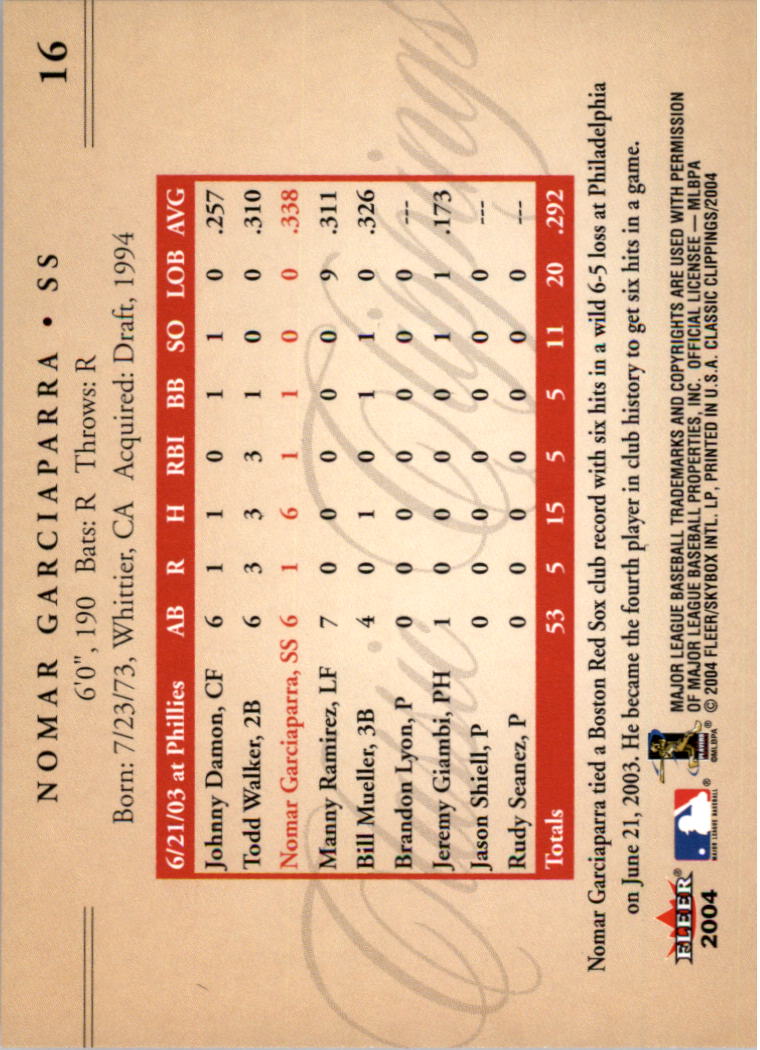 16
NOMAR GARCIAPARRA • SS
6'0", 190 Bats: R Throws: R
Born: 7/23/73, Whittier, CA Acquired: Draft, 1994
6/21/03 at Phillies AB R H RBI BB SO LOB AVG
Johnny Damon, CF 6 1 1 0 1 1 0 .257
Todd Walker, 2B 6 3 3 3 1 0 0 .310
Nomar Garciaparra, SS 6 1 6 1 1 0 0 .338
Manny Ramirez, LF 7 0 0 0 0 0 9 .311
Bill Mueller, 3B 4 0 1 0 1 1 0 .326
Brandon Lyon, P 0 0 0 0 0 0 0 ---
Jeremy Giambi, PH 1 0 0 0 0 1 1 .173
Jason Shiell, P 0 0 0 0 0 0 0 ---
Rudy Seanez, P 0 0 0 0 0 0 0 ---
Totals 53 5 15 5 5 11 20 .292
Classic Clippings
Nomar Garciaparra tied a Boston Red Sox club record with six hits in a wild 6-5 loss at Philadelphia
on June 21, 2003. He became the fourth player in club history to get six hits in a game.
FLEER®
2004
MAJOR LEAGUE BASEBALL®
PLAYERS
©MLBPA®
MAJOR LEAGUE BASEBALL TRADEMARKS AND COPYRIGHTS ARE USED WITH PERMISSION
OF MAJOR LEAGUE BASEBALL PROPERTIES, INC. OFFICIAL LICENSEE — MLBPA
© 2004 FLEER/SKYBOX INTL. LP, PRINTED IN U.S.A. CLASSIC CLIPPINGS/2004